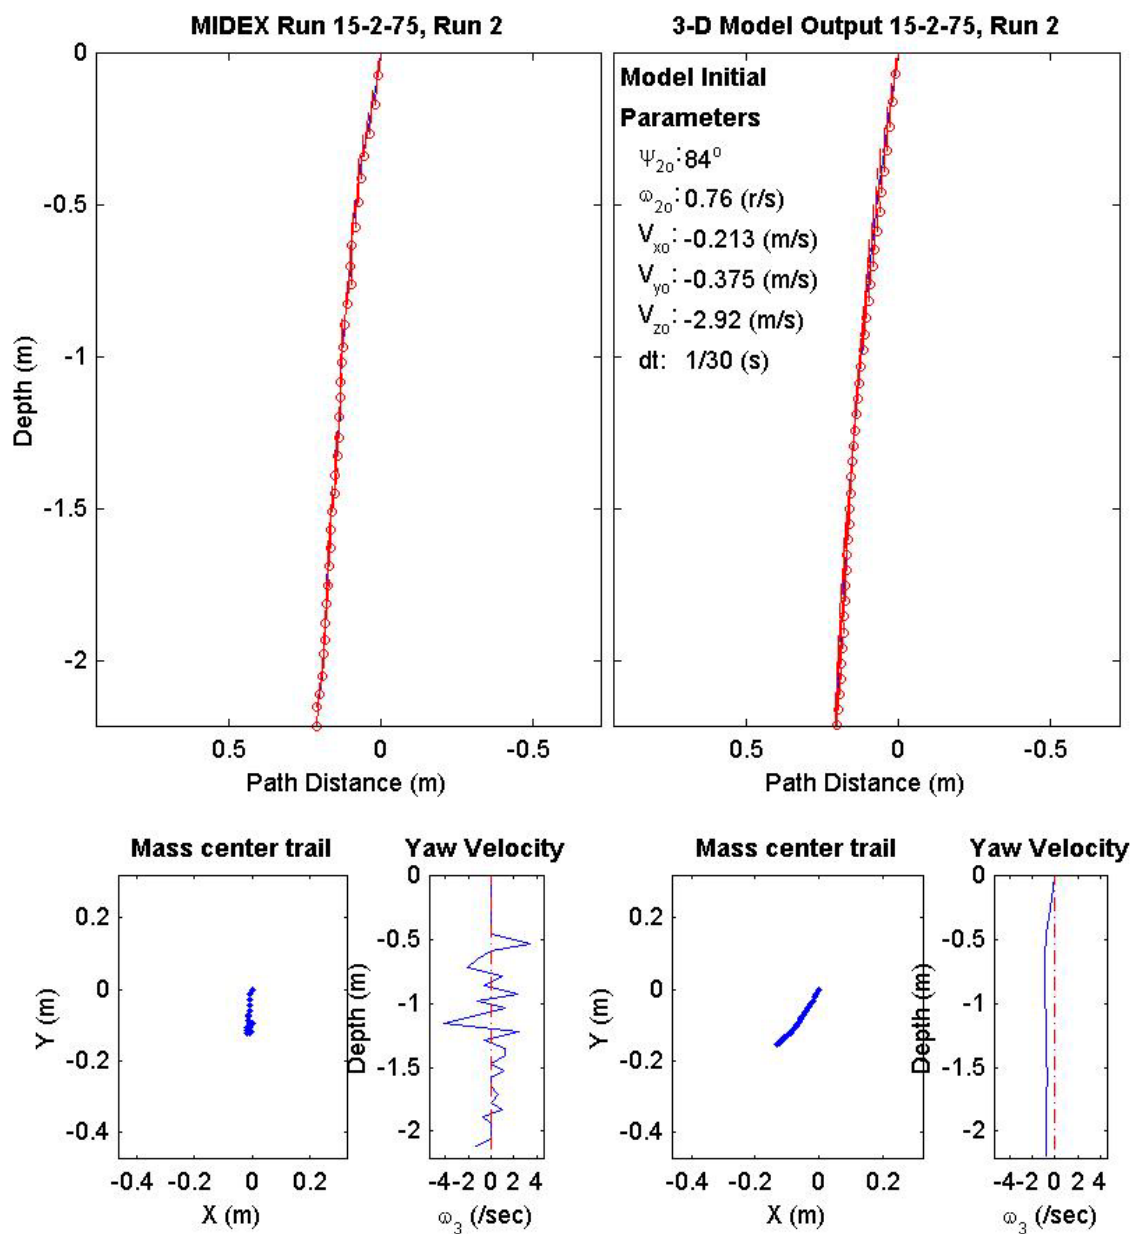 MIDEX Run 15-2-75, Run 2
3-D Model Output 15-2-75, Run 2
0
-0.5
-1
-1.5
-2
Depth (m)
0.5 0 -0.5
Path Distance (m)
Model Initial
Parameters
Ψ2o: 84o
ω2o: 0.76 (r/s)
Vxo: -0.213 (m/s)
Vyo: -0.375 (m/s)
Vzo: -2.92 (m/s)
dt: 1/30 (s)
0.5 0 -0.5
Path Distance (m)
Mass center trail
0.2
0
-0.2
-0.4
Y (m)
-0.4 -0.2 0 0.2
X (m)
Yaw Velocity
0
-0.5
-1
-1.5
-2
Depth (m)
-4 -2 0 2 4
ω3 (/sec)
Mass center trail
0.2
0
-0.2
-0.4
Y (m)
-0.4 -0.2 0 0.2
X (m)
Yaw Velocity
0
-0.5
-1
-1.5
-2
Depth (m)
-4 -2 0 2 4
ω3 (/sec)